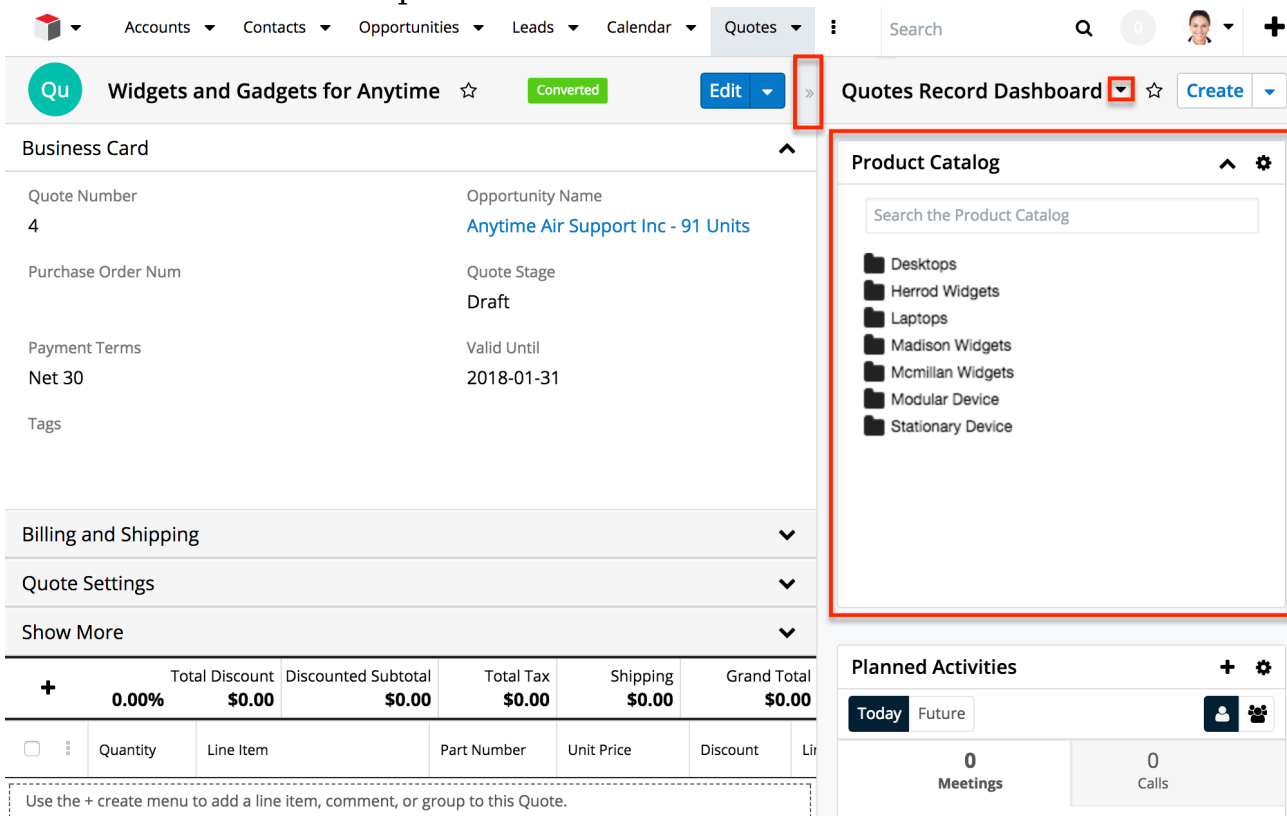 Accounts Contacts Opportunities Leads Calendar Quotes Search 0
Qu Widgets and Gadgets for Anytime Converted Edit »
Quotes Record Dashboard Create
Business Card
Quote Number Opportunity Name
4 Anytime Air Support Inc - 91 Units
Purchase Order Num Quote Stage
Draft
Payment Terms Valid Until
Net 30 2018-01-31
Tags
Billing and Shipping
Quote Settings
Show More
Total Discount Discounted Subtotal Total Tax Shipping Grand Total
+ 0.00% $0.00 $0.00 $0.00 $0.00 $0.00
Quantity Line Item Part Number Unit Price Discount Lin
Use the + create menu to add a line item, comment, or group to this Quote.
Product Catalog
Search the Product Catalog
Desktops
Herrod Widgets
Laptops
Madison Widgets
Mcmillan Widgets
Modular Device
Stationary Device
Planned Activities
Today Future
0 0
Meetings Calls